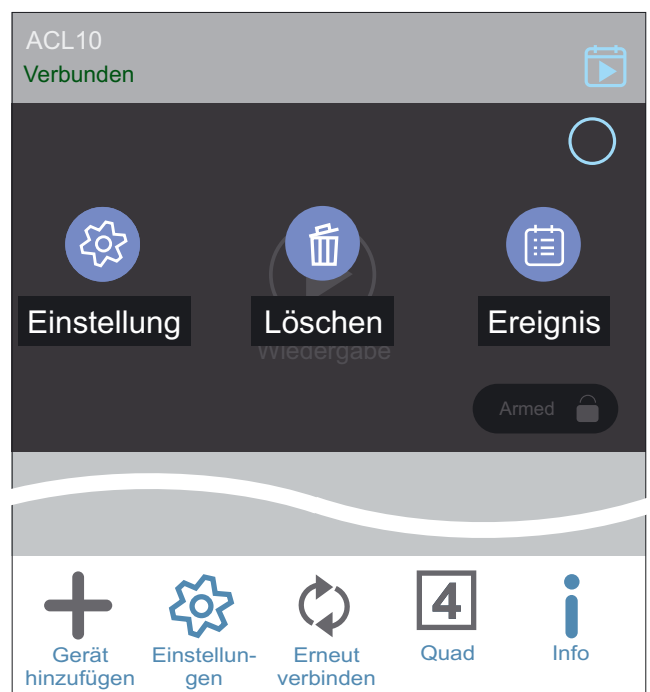 ACL10
Verbunden
Einstellung
Löschen
Ereignis
Wiedergabe
Armed
4
Gerät
hinzufügen
Einstellun-
gen
Erneut
verbinden
Quad
Info